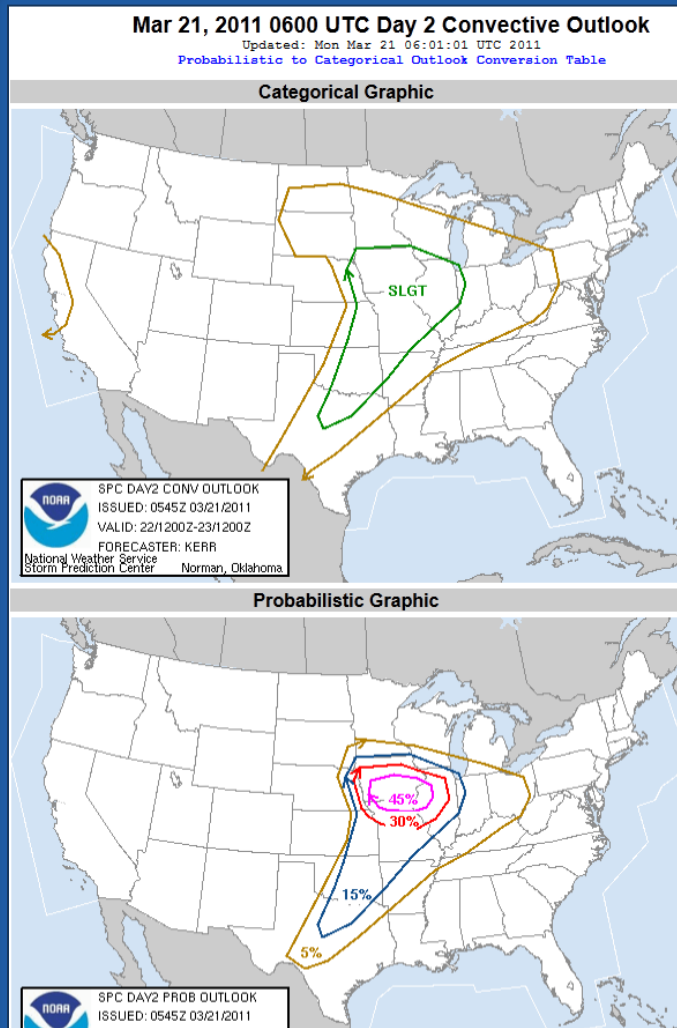 Mar 21, 2011 0600 UTC Day 2 Convective Outlook
Updated: Mon Mar 21 06:01:01 UTC 2011
Probabilistic to Categorical Outlook Conversion Table
Categorical Graphic
SLGT
NOAA
SPC DAY2 CONV OUTLOOK
ISSUED: 0545Z 03/21/2011
VALID: 22/1200Z-23/1200Z
FORECASTER: KERR
National Weather Service
Storm Prediction Center Norman, Oklahoma
Probabilistic Graphic
45%
30%
15%
5%
NOAA
SPC DAY2 PROB OUTLOOK
ISSUED: 0545Z 03/21/2011